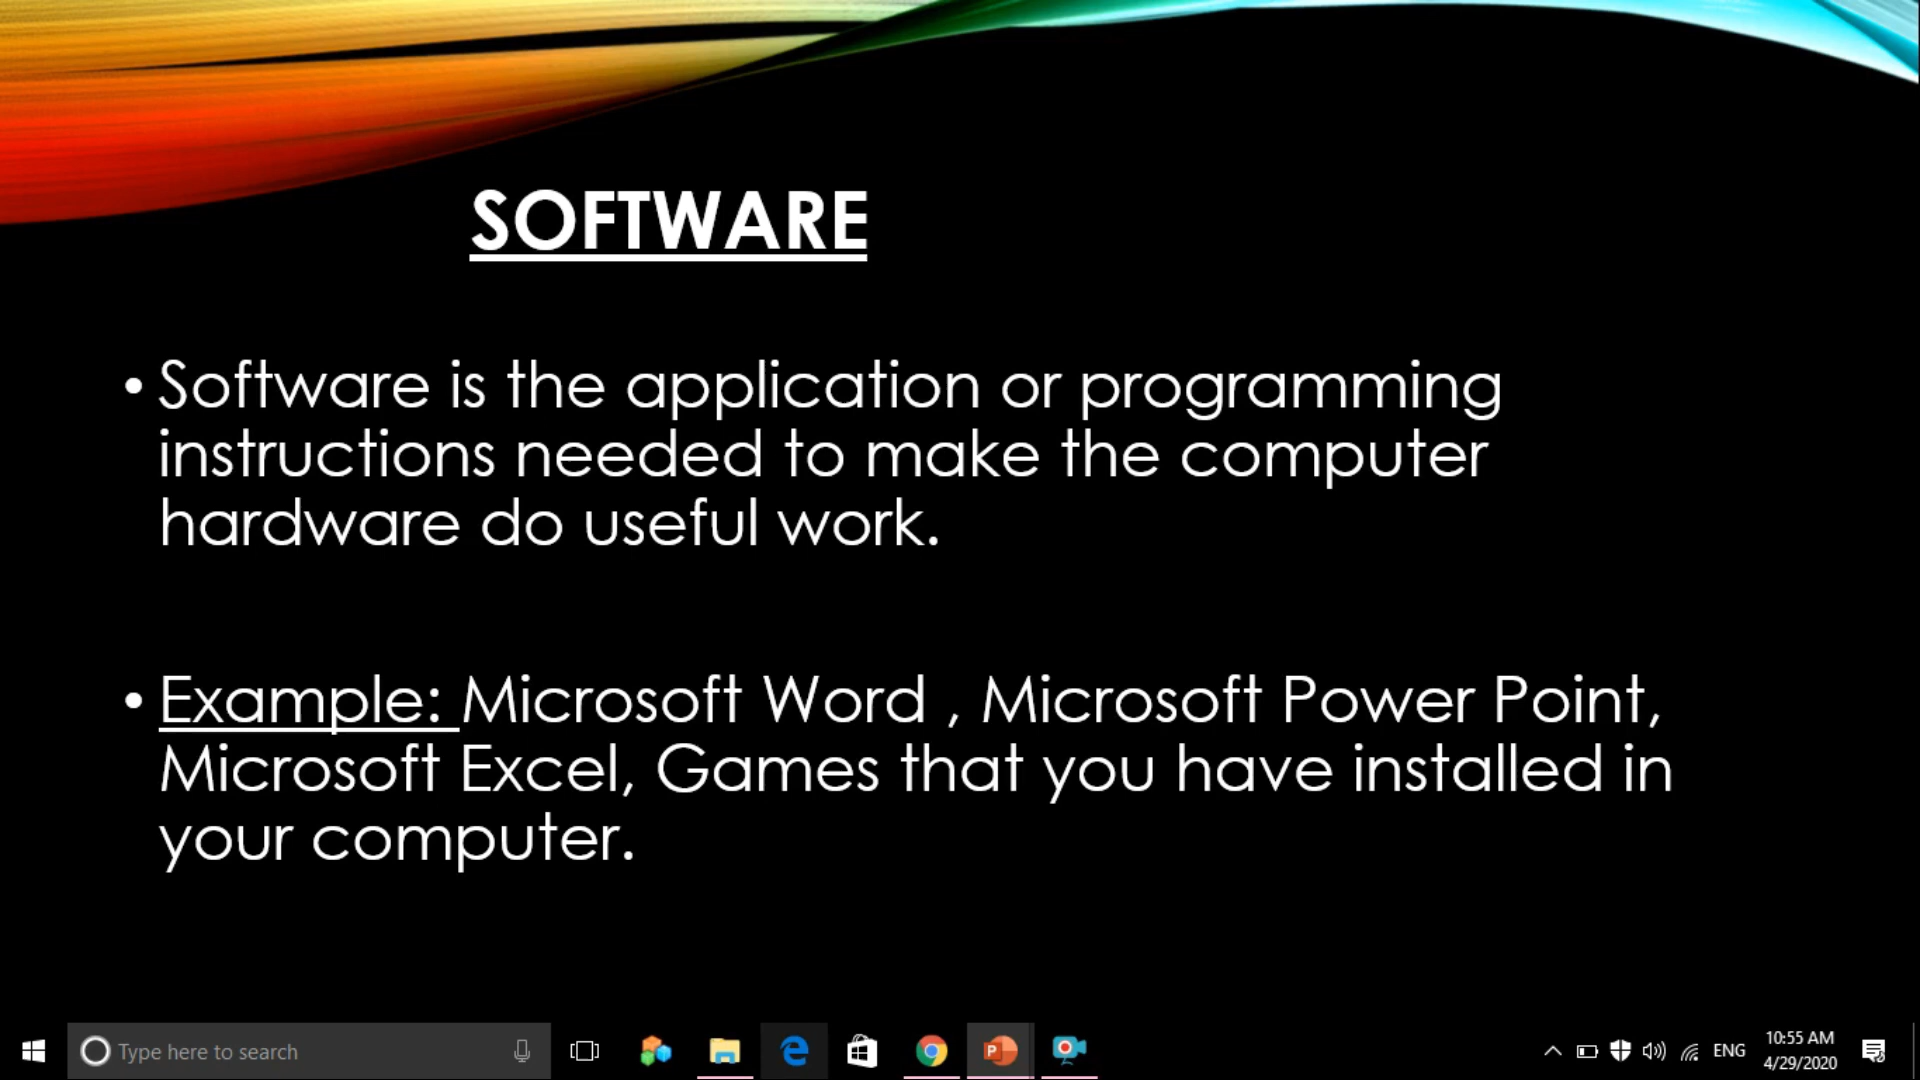 SOFTWARE
• Software is the application or programming
instructions needed to make the computer
hardware do useful work.
• Example: Microsoft Word , Microsoft Power Point,
Microsoft Excel, Games that you have installed in
your computer.
Type here to search
ENG
10:55 AM
4/29/2020